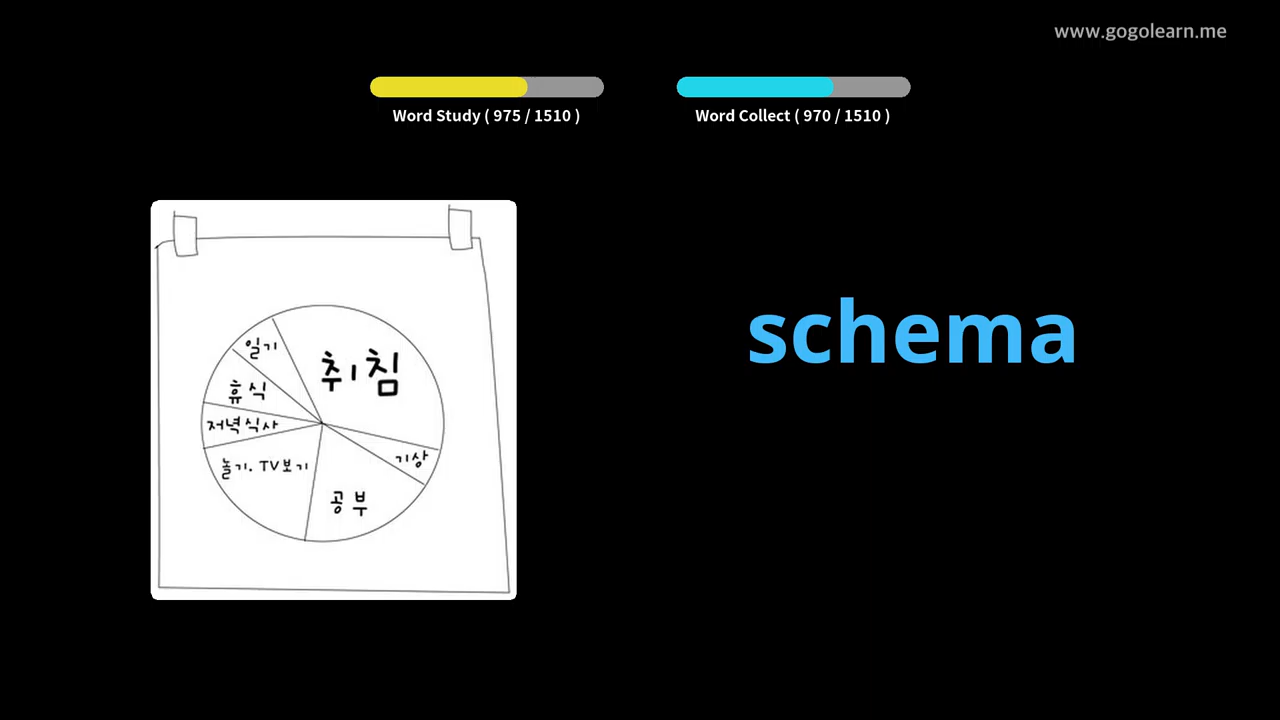 www.gogolearn.me
Word Study ( 975 / 1510 )
Word Collect ( 970 / 1510 )
일기
취침
휴식
저녁식사
놀기. TV보기
기상
공부
schema